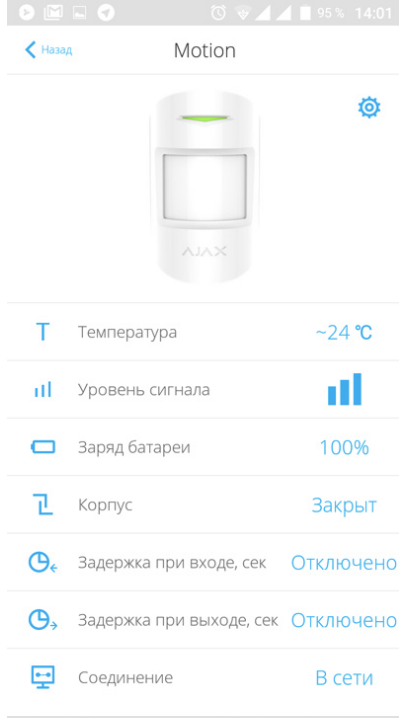 95 % 14:01
Назад Motion
AJAX
T Температура ~24 °C
Уровень сигнала
Заряд батареи 100%
Корпус Закрыт
Задержка при входе, сек Отключено
Задержка при выходе, сек Отключено
Соединение В сети